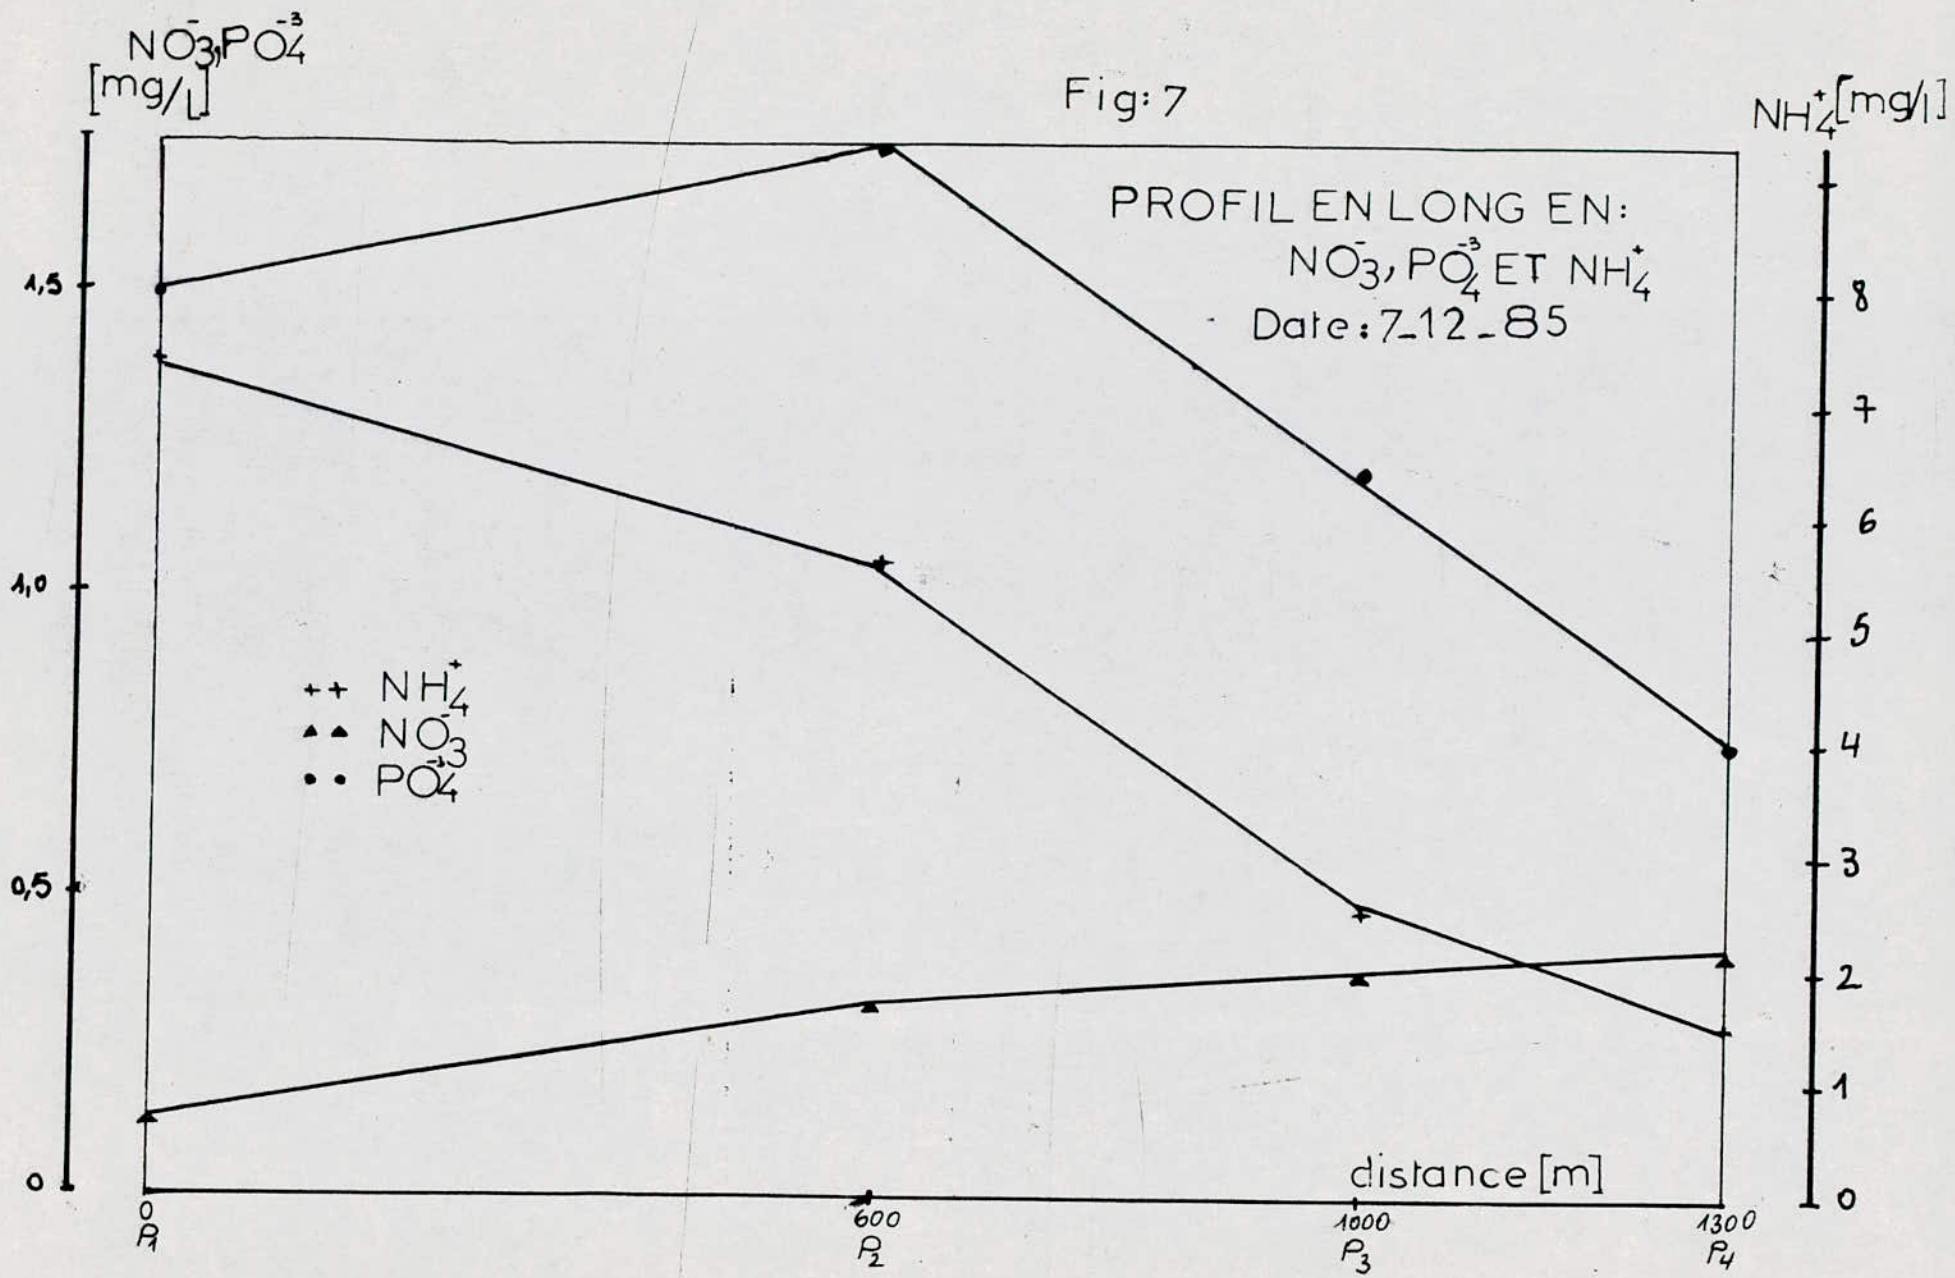 NO₃⁻, PO₄⁻³
[mg/l]
Fig: 7
NH₄⁺ [mg/l]
PROFIL EN LONG EN:
NO₃⁻, PO₄⁻³ ET NH₄⁺
Date: 7-12-85
1,5
1,0
0,5
0
8
7
6
5
4
3
2
1
0
++ NH₄⁺
▲▲ NO₃⁻
●● PO₄⁻³
distance [m]
0 600 1000 1300
P₁ P₂ P₃ P₄